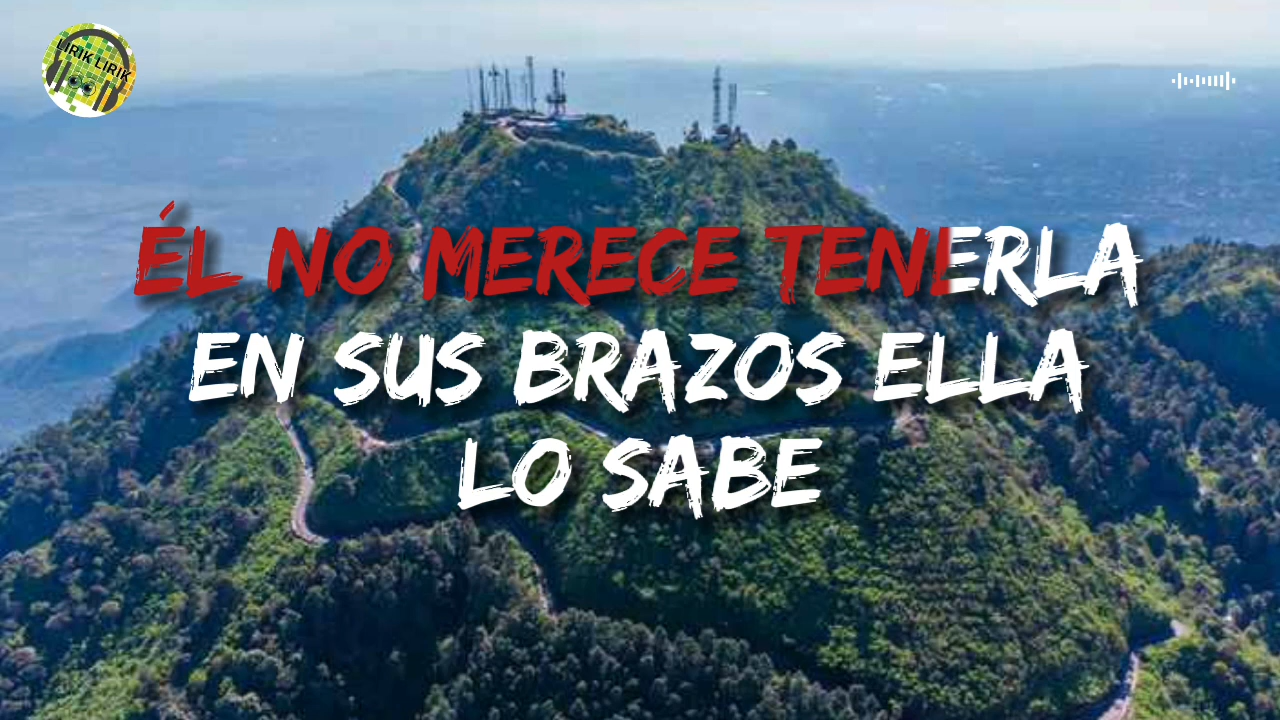 LIRIK LIRIK
ÉL NO MERECE TENERLA
EN SUS BRAZOS ELLA
LO SABE